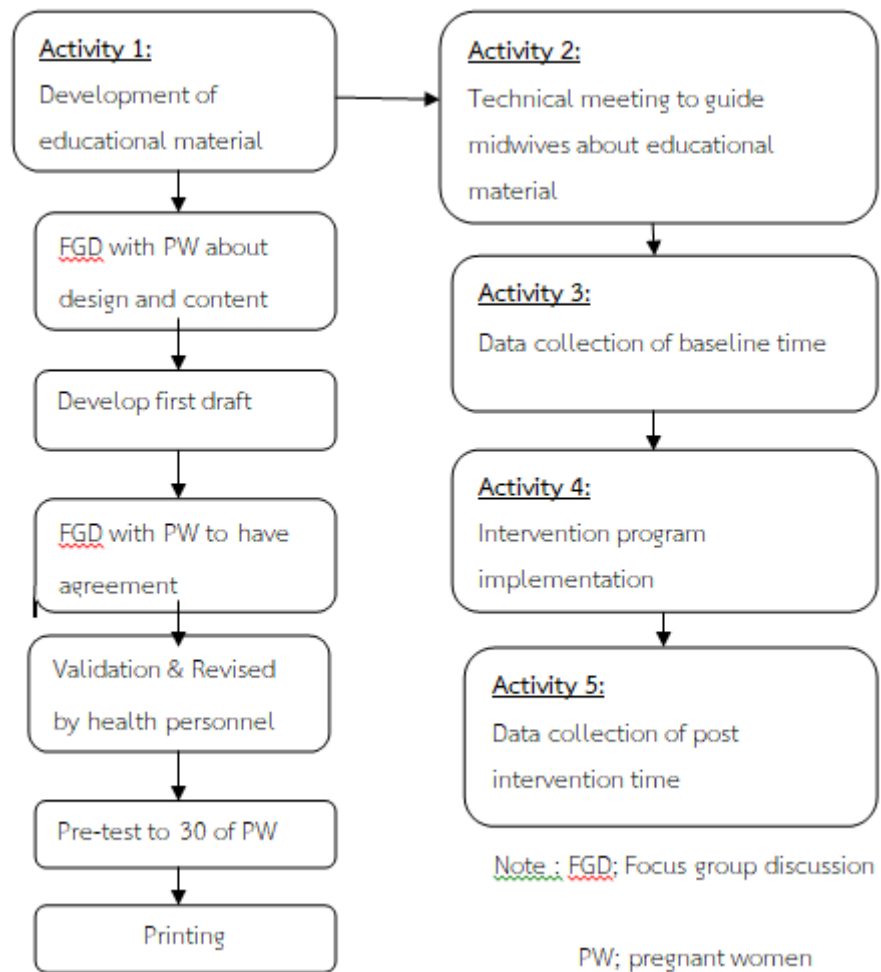 Activity 1:
Development of
educational material
FGD with PW about
design and content
Develop first draft
FGD with PW to have
agreement
Validation & Revised
by health personnel
Pre-test to 30 of PW
Printing
Activity 2:
Technical meeting to guide
midwives about educational
material
Activity 3:
Data collection of baseline time
Activity 4:
Intervention program
implementation
Activity 5:
Data collection of post
intervention time
Note : FGD; Focus group discussion
PW; pregnant women